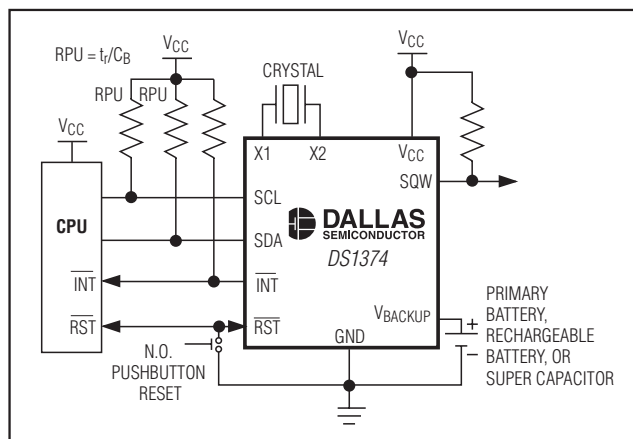 RPU = tr/CB
VCC
VCC
CRYSTAL
RPU
RPU
VCC
X1
X2
VCC
SCL
SQW
CPU
DALLAS
SEMICONDUCTOR
SDA
DS1374
INT
INT
VBACKUP
PRIMARY
BATTERY,
RECHARGEABLE
BATTERY, OR
SUPER CAPACITOR
+
−
RST
RST
GND
N.O.
PUSHBUTTON
RESET